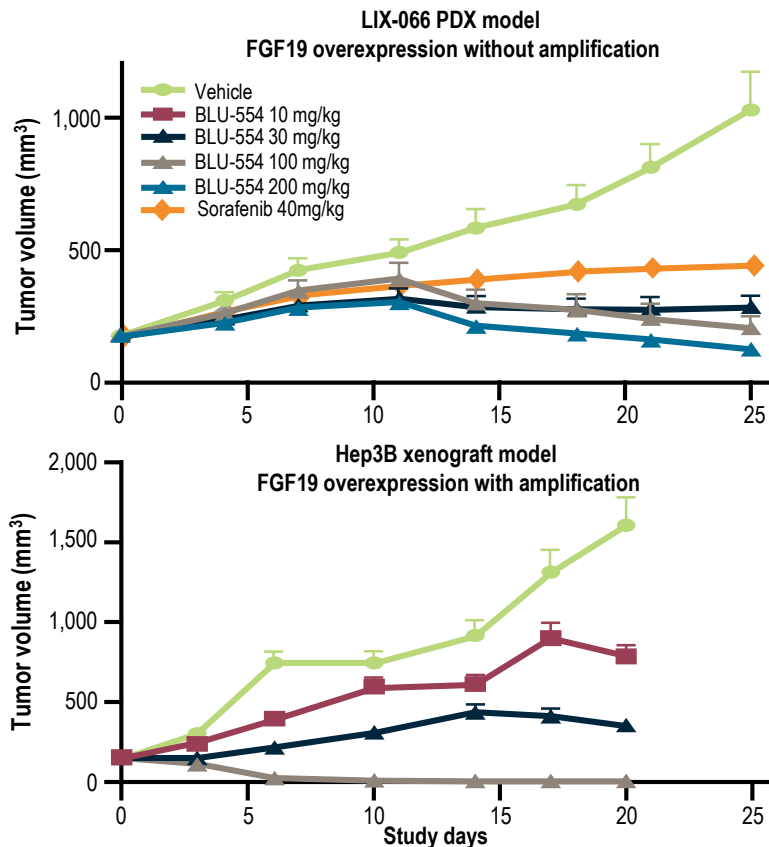 LIX-066 PDX model
FGF19 overexpression without amplification
Tumor volume (mm³)
1,000
500
0
Vehicle
BLU-554 10 mg/kg
BLU-554 30 mg/kg
BLU-554 100 mg/kg
BLU-554 200 mg/kg
Sorafenib 40mg/kg
0 5 10 15 20 25
Hep3B xenograft model
FGF19 overexpression with amplification
Tumor volume (mm³)
2,000
1,500
1,000
500
0
0 5 10 15 20 25
Study days